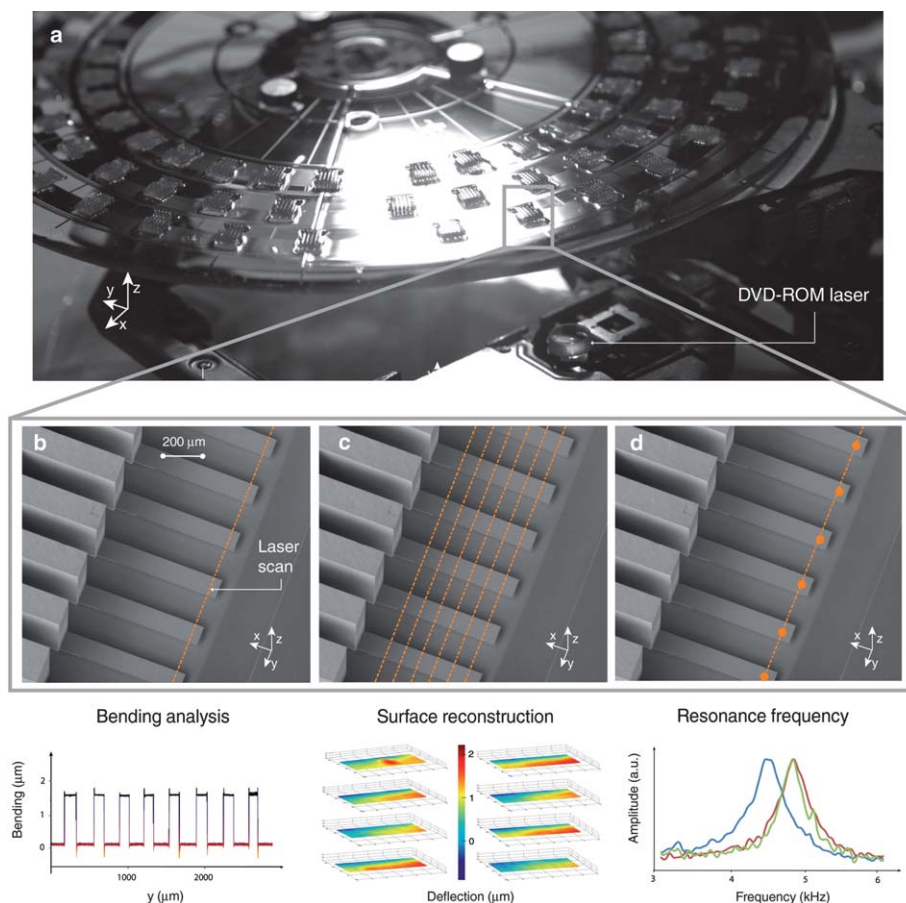 a
y
z
x
DVD-ROM laser
b
200 μm
Laser
scan
x
z
y
c
x
z
y
d
x
z
y
Bending analysis
Bending (μm)
2
1
0
1000
2000
y (μm)
Surface reconstruction
2
1
0
Deflection (μm)
Resonance frequency
Amplitude (a.u.)
3
4
5
6
Frequency (kHz)